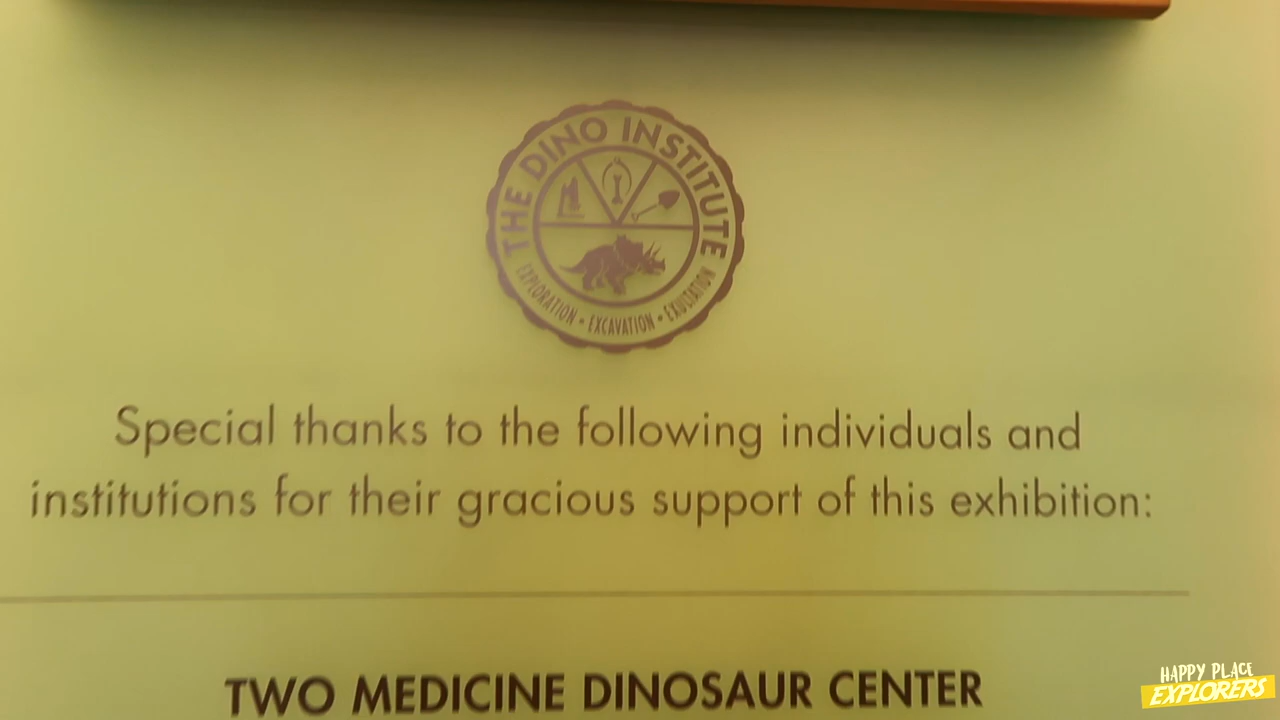 THE DINO INSTITUTE
EXPLORATION • EXCAVATION • EXULTATION
Special thanks to the following individuals and
institutions for their gracious support of this exhibition:
TWO MEDICINE DINOSAUR CENTER
HAPPY PLACE
EXPLORERS